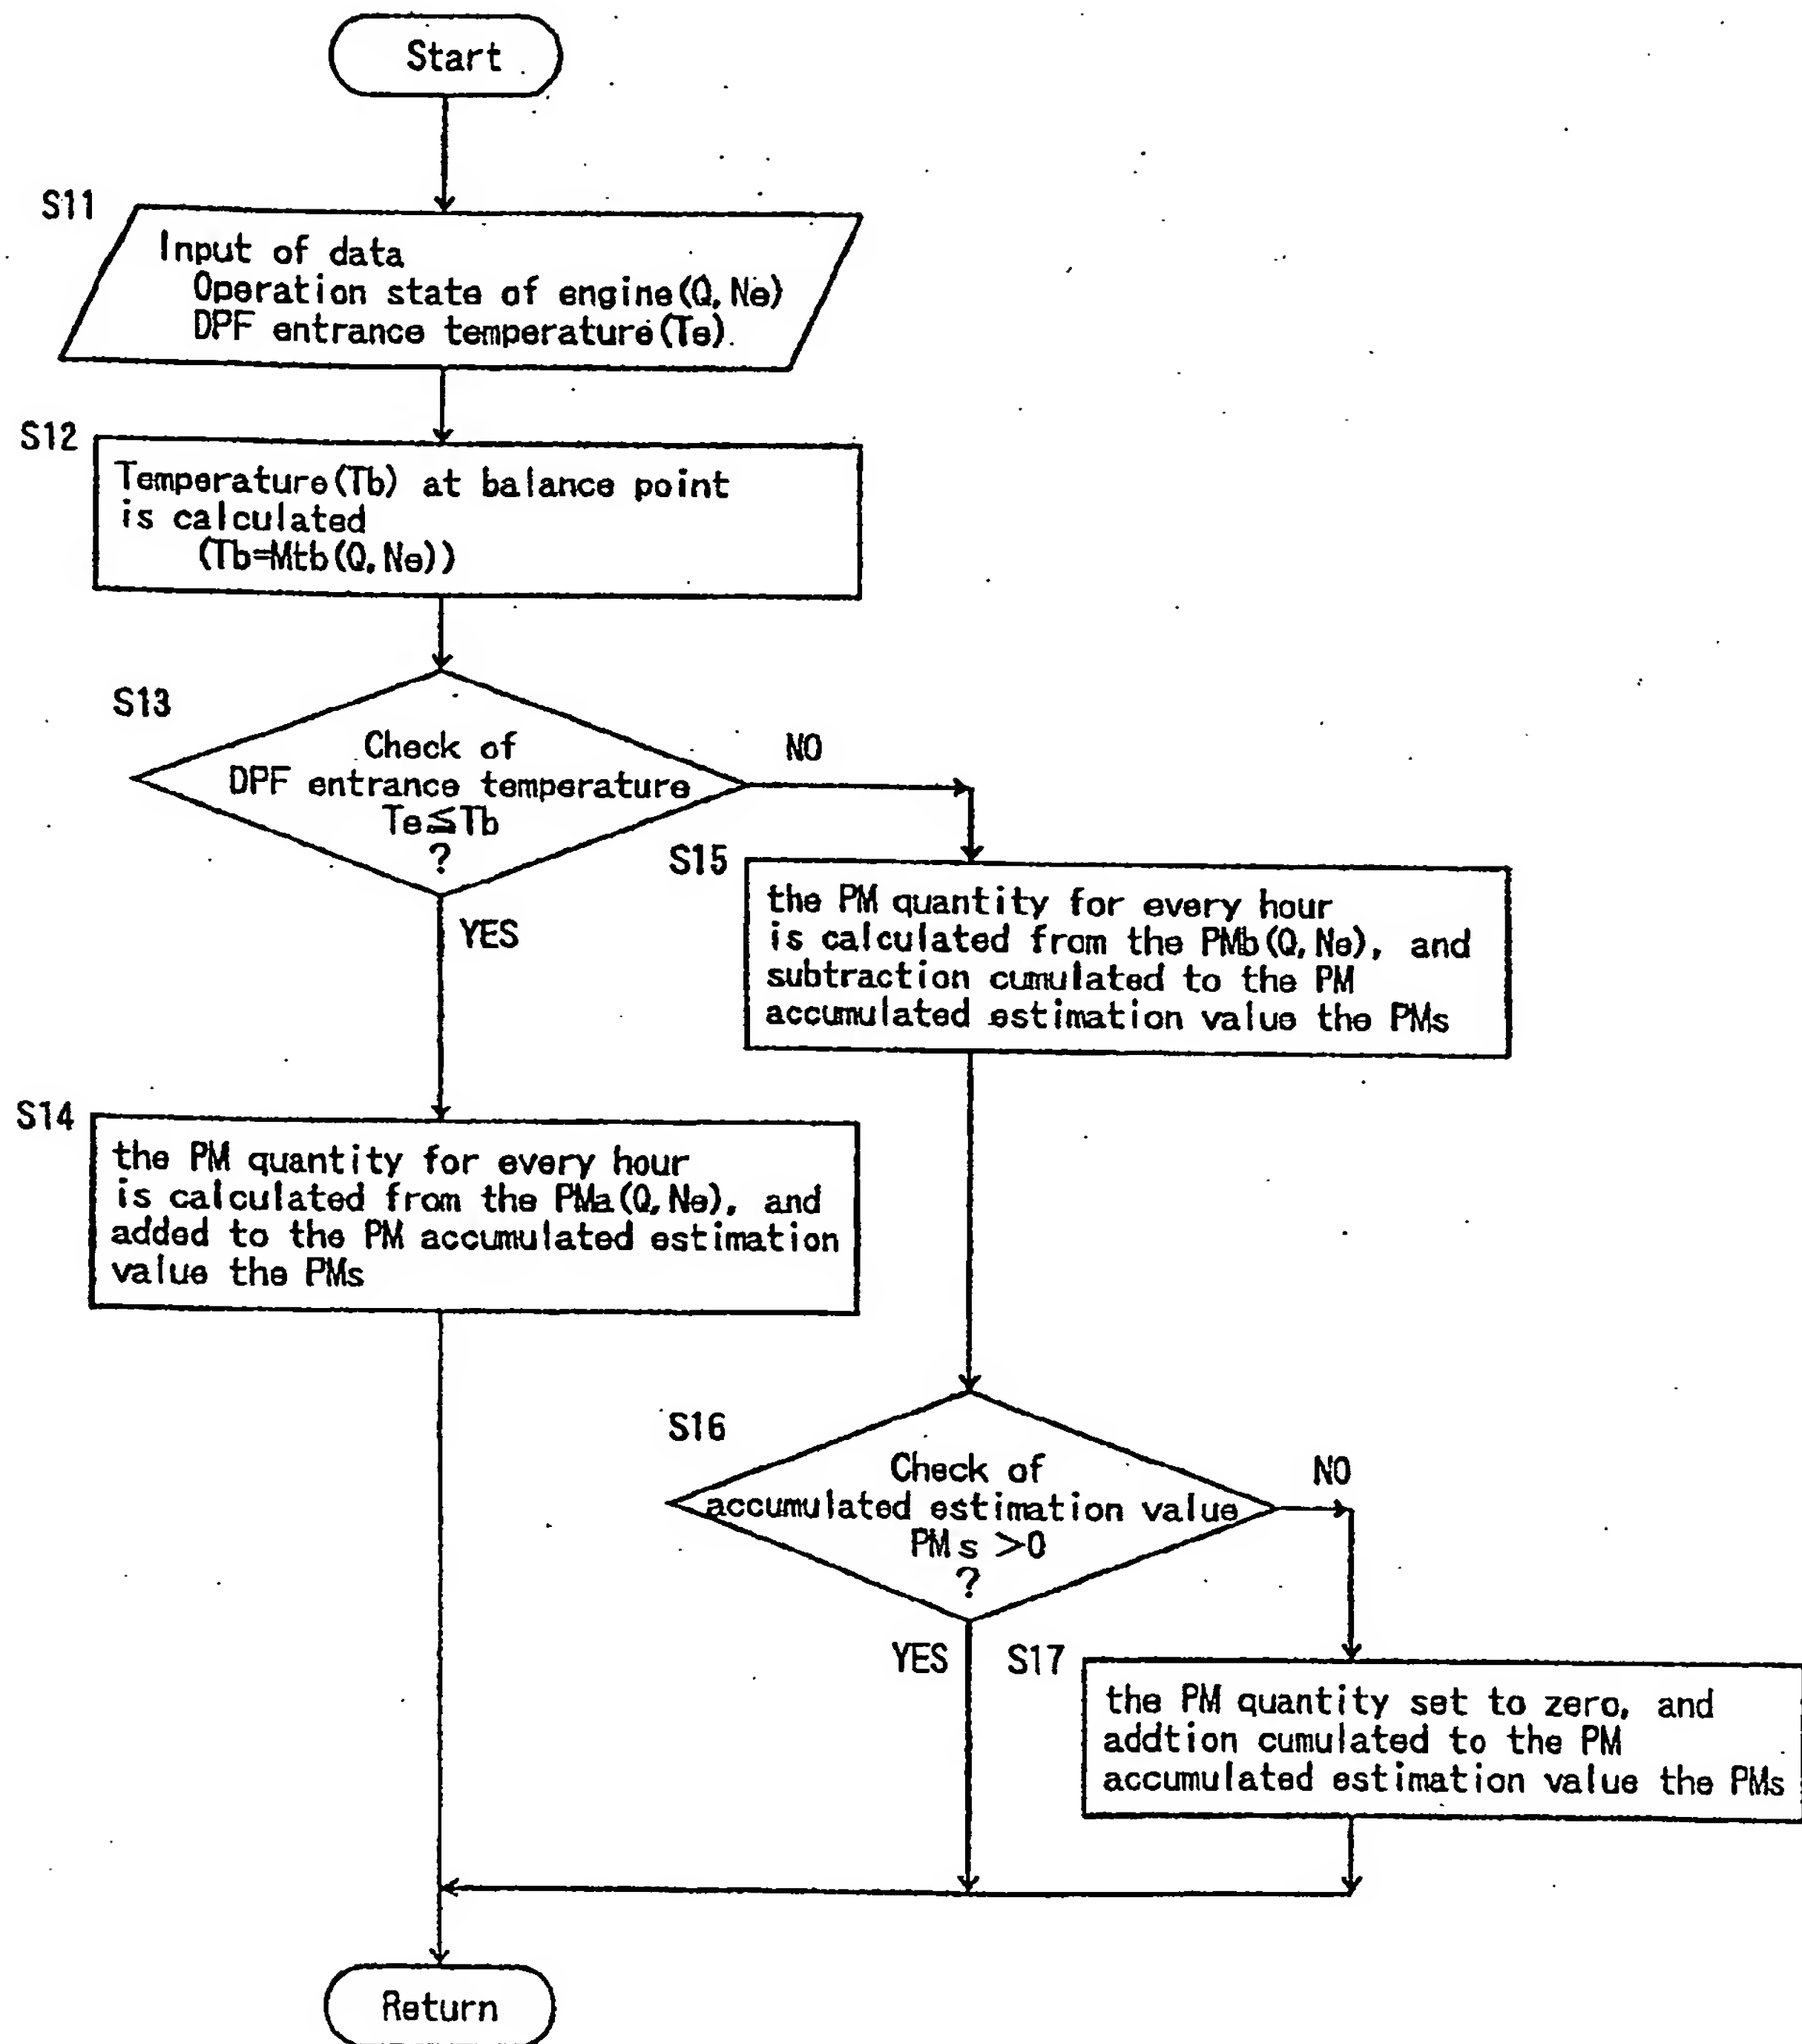 Start
S11
Input of data
Operation state of engine(Q,Ne)
DPF entrance temperature(Te)
S12
Temperature(Tb) at balance point
is calculated
(Tb=Mtb(Q,Ne))
S13
Check of
DPF entrance temperature
Te≦Tb
?
NO
YES
S15
the PM quantity for every hour
is calculated from the PMb(Q,Ne), and
subtraction cumulated to the PM
accumulated estimation value the PMs
S14
the PM quantity for every hour
is calculated from the PMa(Q,Ne), and
added to the PM accumulated estimation
value the PMs
S16
Check of
accumulated estimation value
PMs >0
?
NO
YES
S17
the PM quantity set to zero, and
addtion cumulated to the PM
accumulated estimation value the PMs
Return